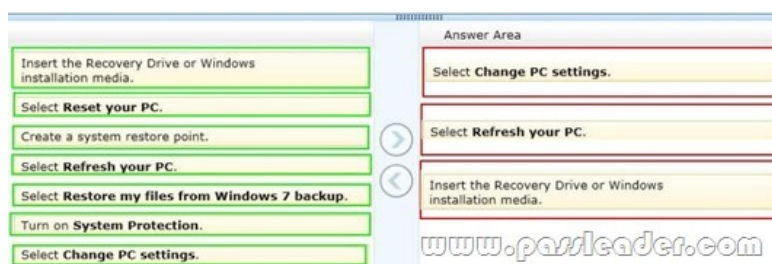 Answer Area
Insert the Recovery Drive or Windows
installation media.
Select Reset your PC.
Create a system restore point.
Select Refresh your PC.
Select Restore my files from Windows 7 backup.
Turn on System Protection.
Select Change PC settings.
Select Change PC settings.
Select Refresh your PC.
Insert the Recovery Drive or Windows
installation media.
www.passleader.com